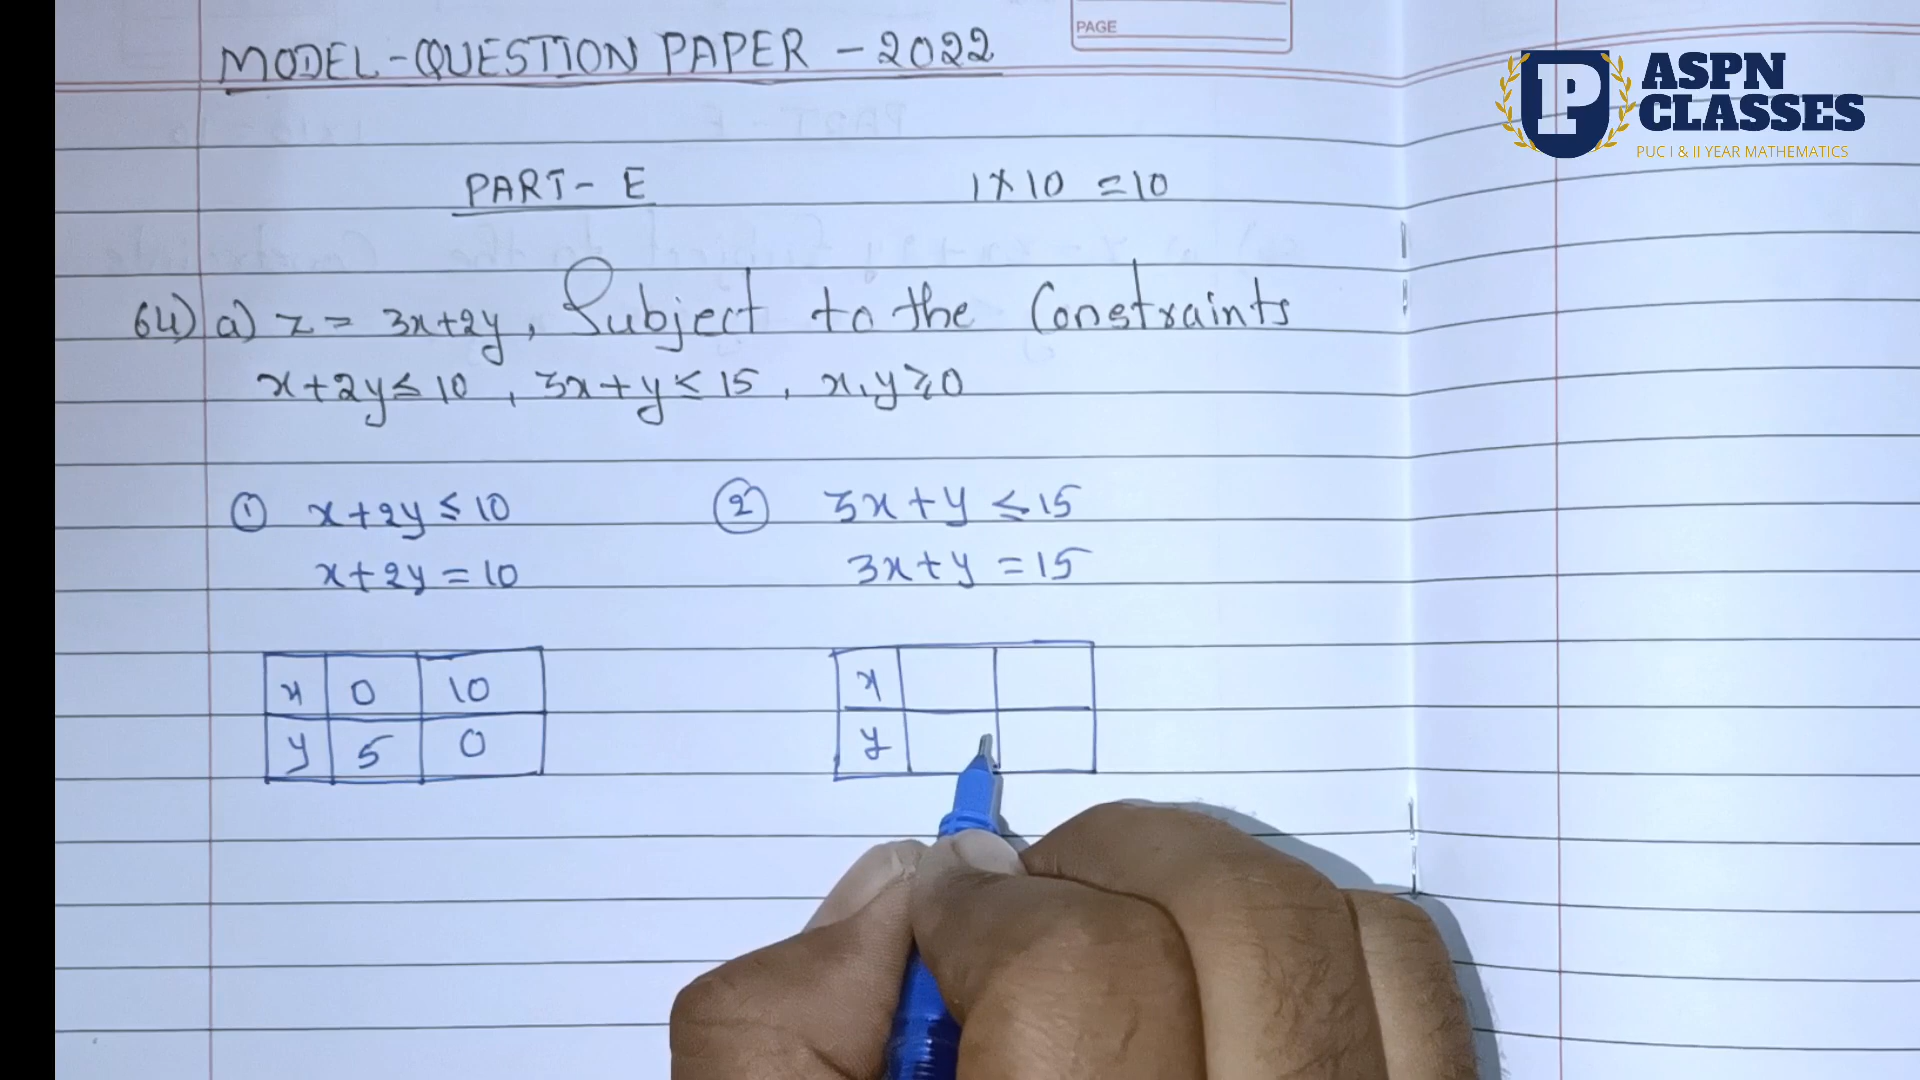 MODEL-QUESTION PAPER - 2022
PAGE
ASPN
CLASSES
PUC I & II YEAR MATHEMATICS
PART- E 1×10 =10
64) a) z = 3x+2y, Subject to the Constraints
x+2y≤10, 3x+y≤15, x,y≥0
① x+2y≤10 ② 3x+y≤15
x+2y=10 3x+y=15
x 0 10 x
y 5 0 y